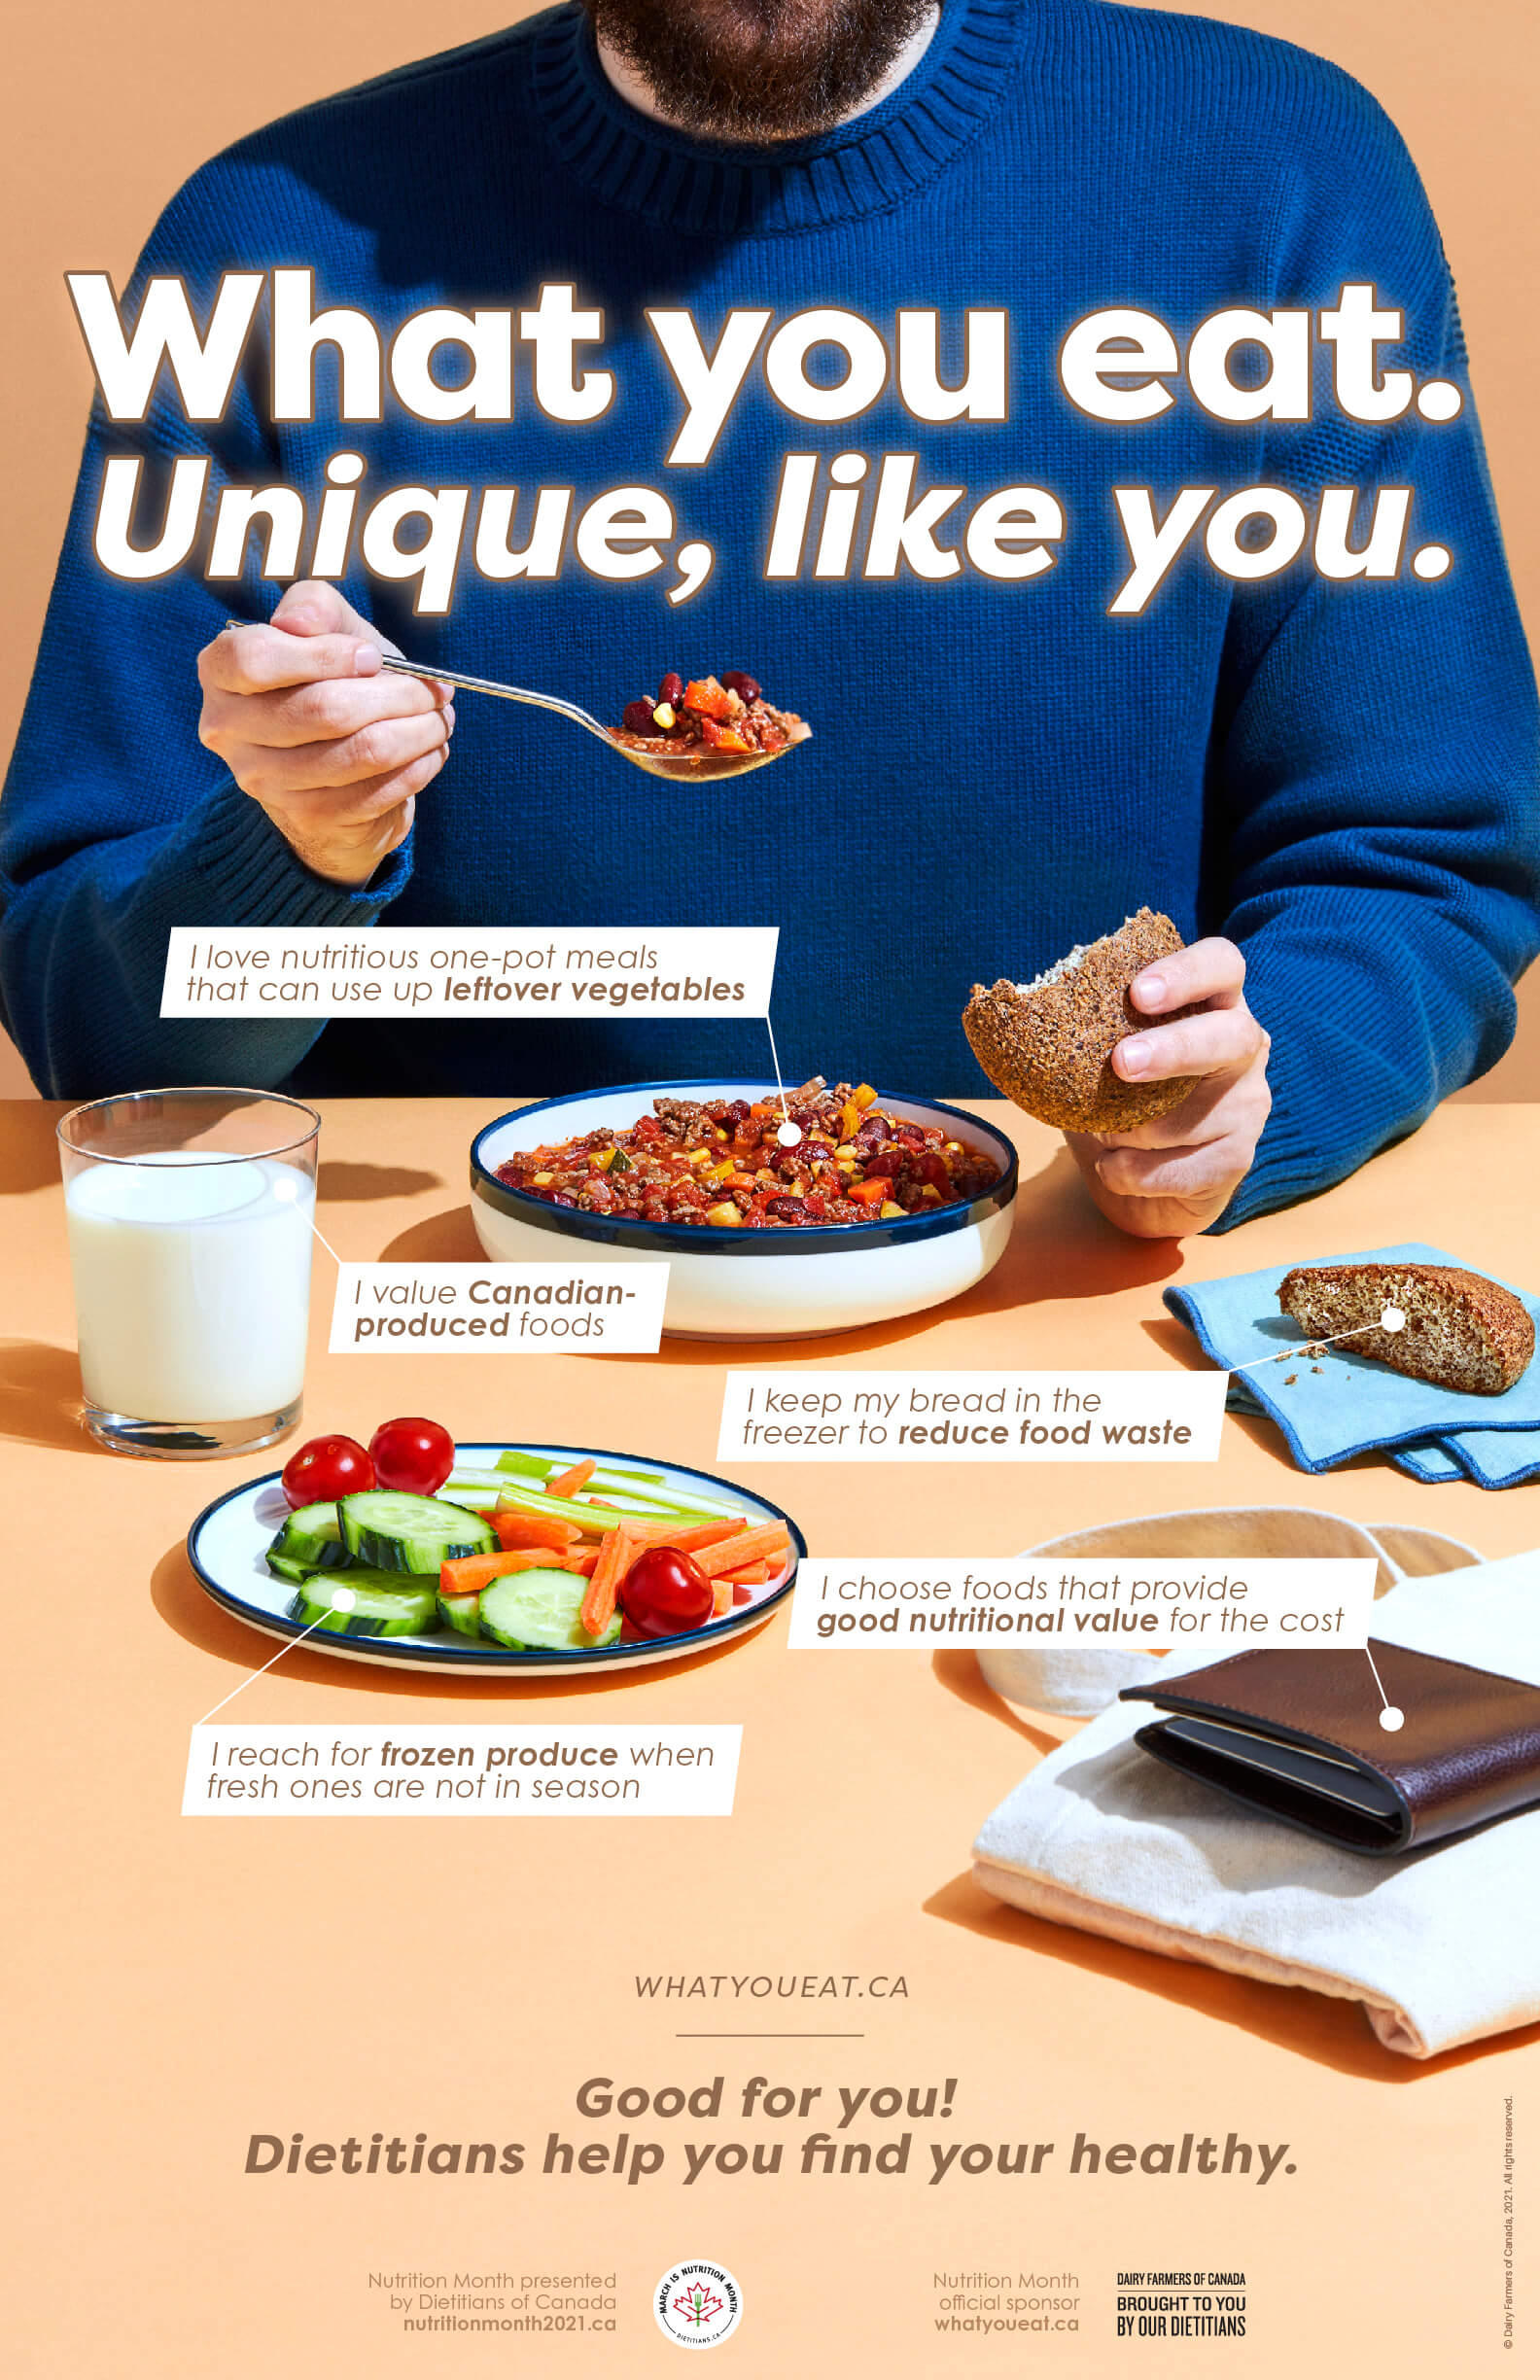 What you eat.
Unique, like you.
I love nutritious one-pot meals
that can use up leftover vegetables
I value Canadian-
produced foods
I keep my bread in the
freezer to reduce food waste
I choose foods that provide
good nutritional value for the cost
I reach for frozen produce when
fresh ones are not in season
WHATYOUEAT.CA
Good for you!
Dietitians help you find your healthy.
Nutrition Month presented
by Dietitians of Canada
nutritionmonth2021.ca
MARCH IS NUTRITION MONTH
DIETITIANS.CA
Nutrition Month
official sponsor
whatyoueat.ca
DAIRY FARMERS OF CANADA
BROUGHT TO YOU
BY OUR DIETITIANS
© Dairy Farmers of Canada, 2021. All rights reserved.